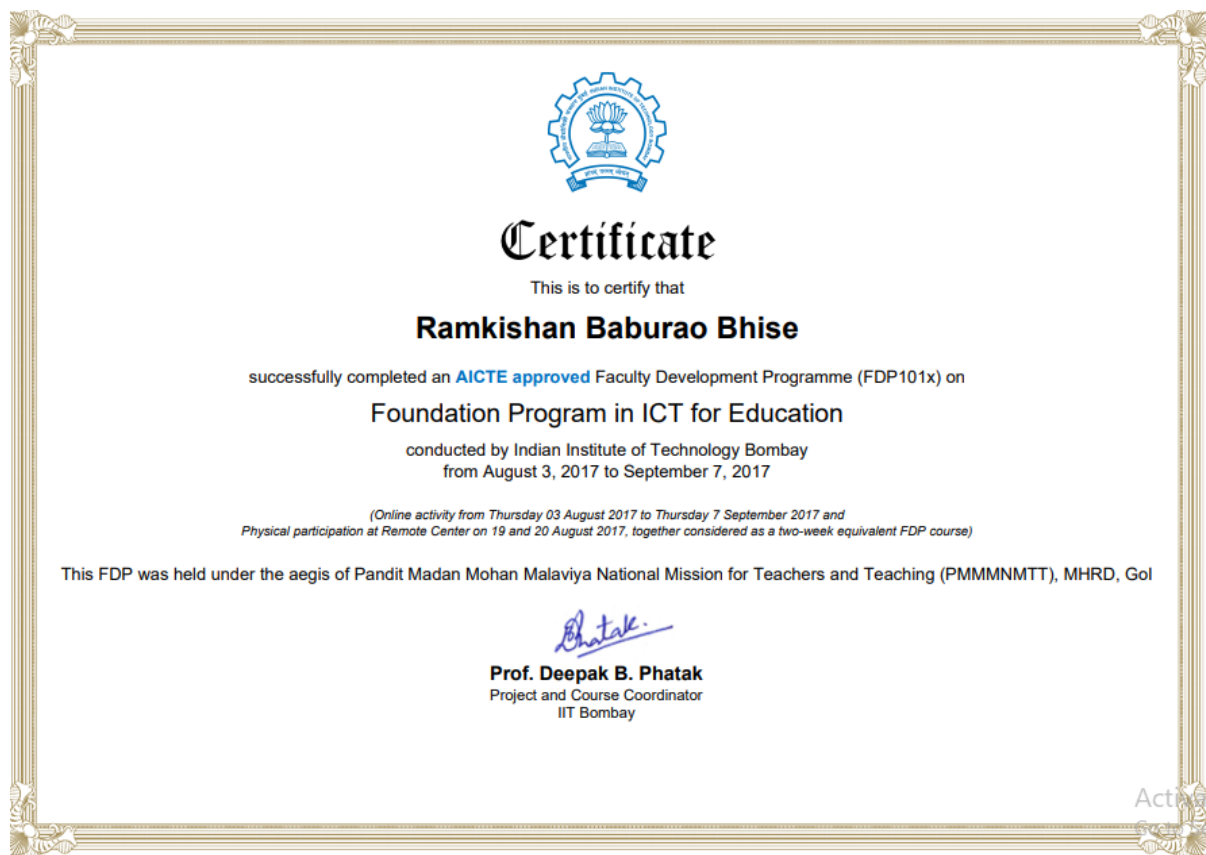 INDIAN INSTITUTE OF TECHNOLOGY BOMBAY
Certificate
This is to certify that
Ramkishan Baburao Bhise
successfully completed an AICTE approved Faculty Development Programme (FDP101x) on
Foundation Program in ICT for Education
conducted by Indian Institute of Technology Bombay
from August 3, 2017 to September 7, 2017
(Online activity from Thursday 03 August 2017 to Thursday 7 September 2017 and
Physical participation at Remote Center on 19 and 20 August 2017, together considered as a two-week equivalent FDP course)
This FDP was held under the aegis of Pandit Madan Mohan Malaviya National Mission for Teachers and Teaching (PMMMNMTT), MHRD, GoI
Phatak.
Prof. Deepak B. Phatak
Project and Course Coordinator
IIT Bombay